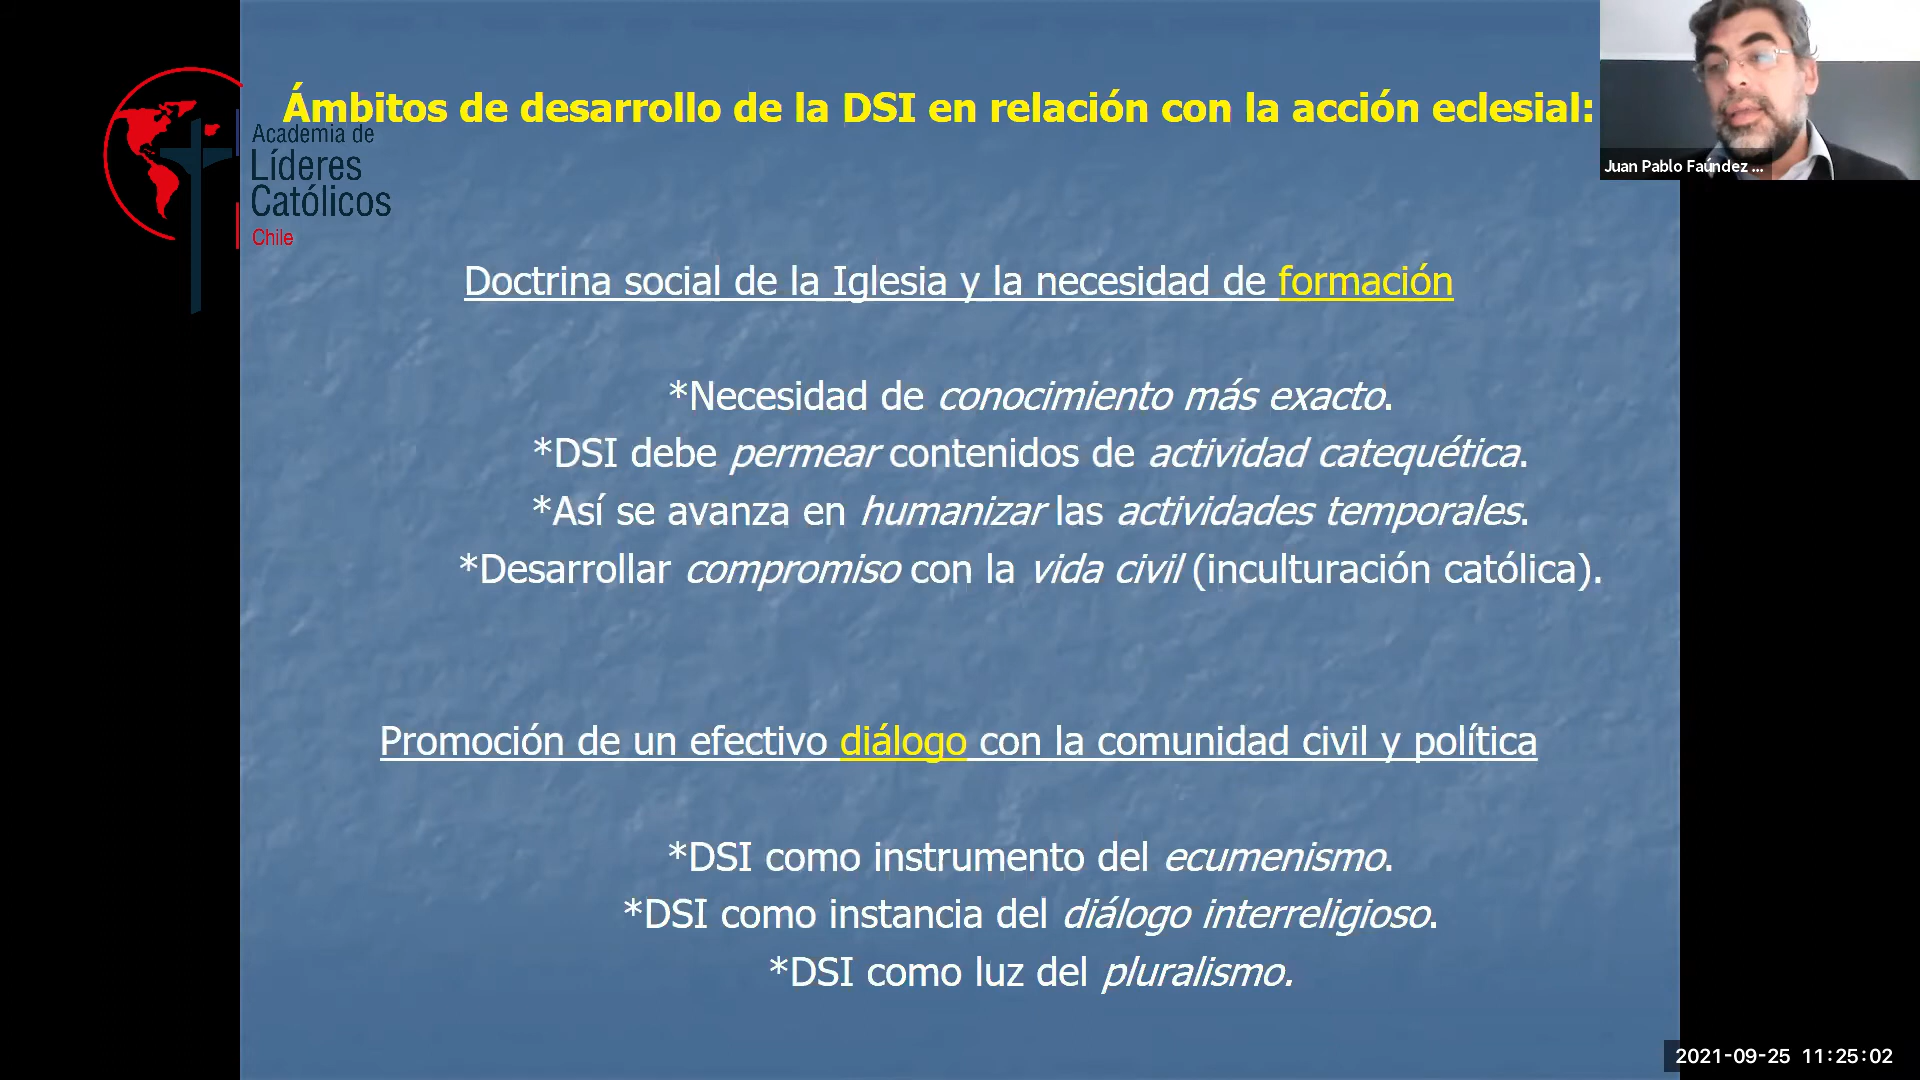 Ámbitos de desarrollo de la DSI en relación con la acción eclesial:
Academia de
Líderes
Católicos
Chile
Juan Pablo Faúndez ...
Doctrina social de la Iglesia y la necesidad de formación
*Necesidad de conocimiento más exacto.
*DSI debe permear contenidos de actividad catequética.
*Así se avanza en humanizar las actividades temporales.
*Desarrollar compromiso con la vida civil (inculturación católica).
Promoción de un efectivo diálogo con la comunidad civil y política
*DSI como instrumento del ecumenismo.
*DSI como instancia del diálogo interreligioso.
*DSI como luz del pluralismo.
2021-09-25 11:25:02